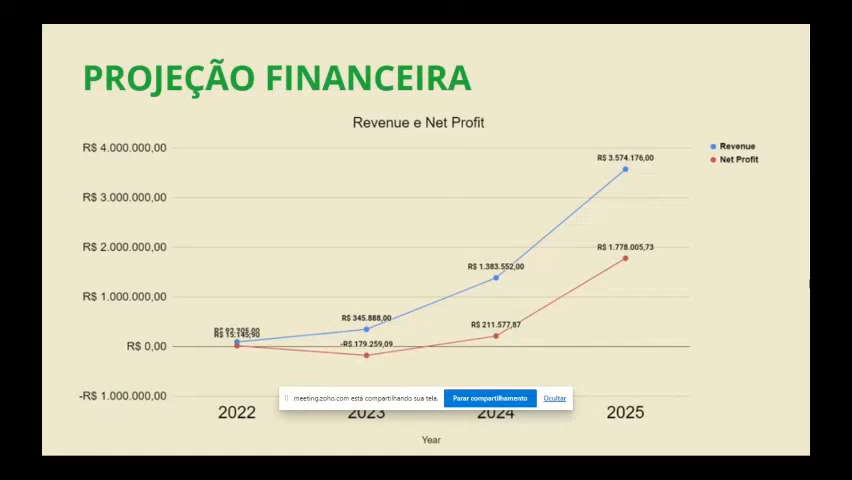 PROJEÇÃO FINANCEIRA
Revenue e Net Profit
R$ 4.000.000,00
R$ 3.000.000,00
R$ 2.000.000,00
R$ 1.000.000,00
R$ 0,00
-R$ 1.000.000,00
Revenue
Net Profit
R$ 3.574.176,00
R$ 1.778.005,73
R$ 1.383.552,00
R$ 345.888,00
R$ 211.577,87
-R$ 179.259,09
R$ 15.145,90
meeting.zoho.com está compartilhando sua tela.
Parar compartilhamento
Ocultar
2022
2023
2024
2025
Year